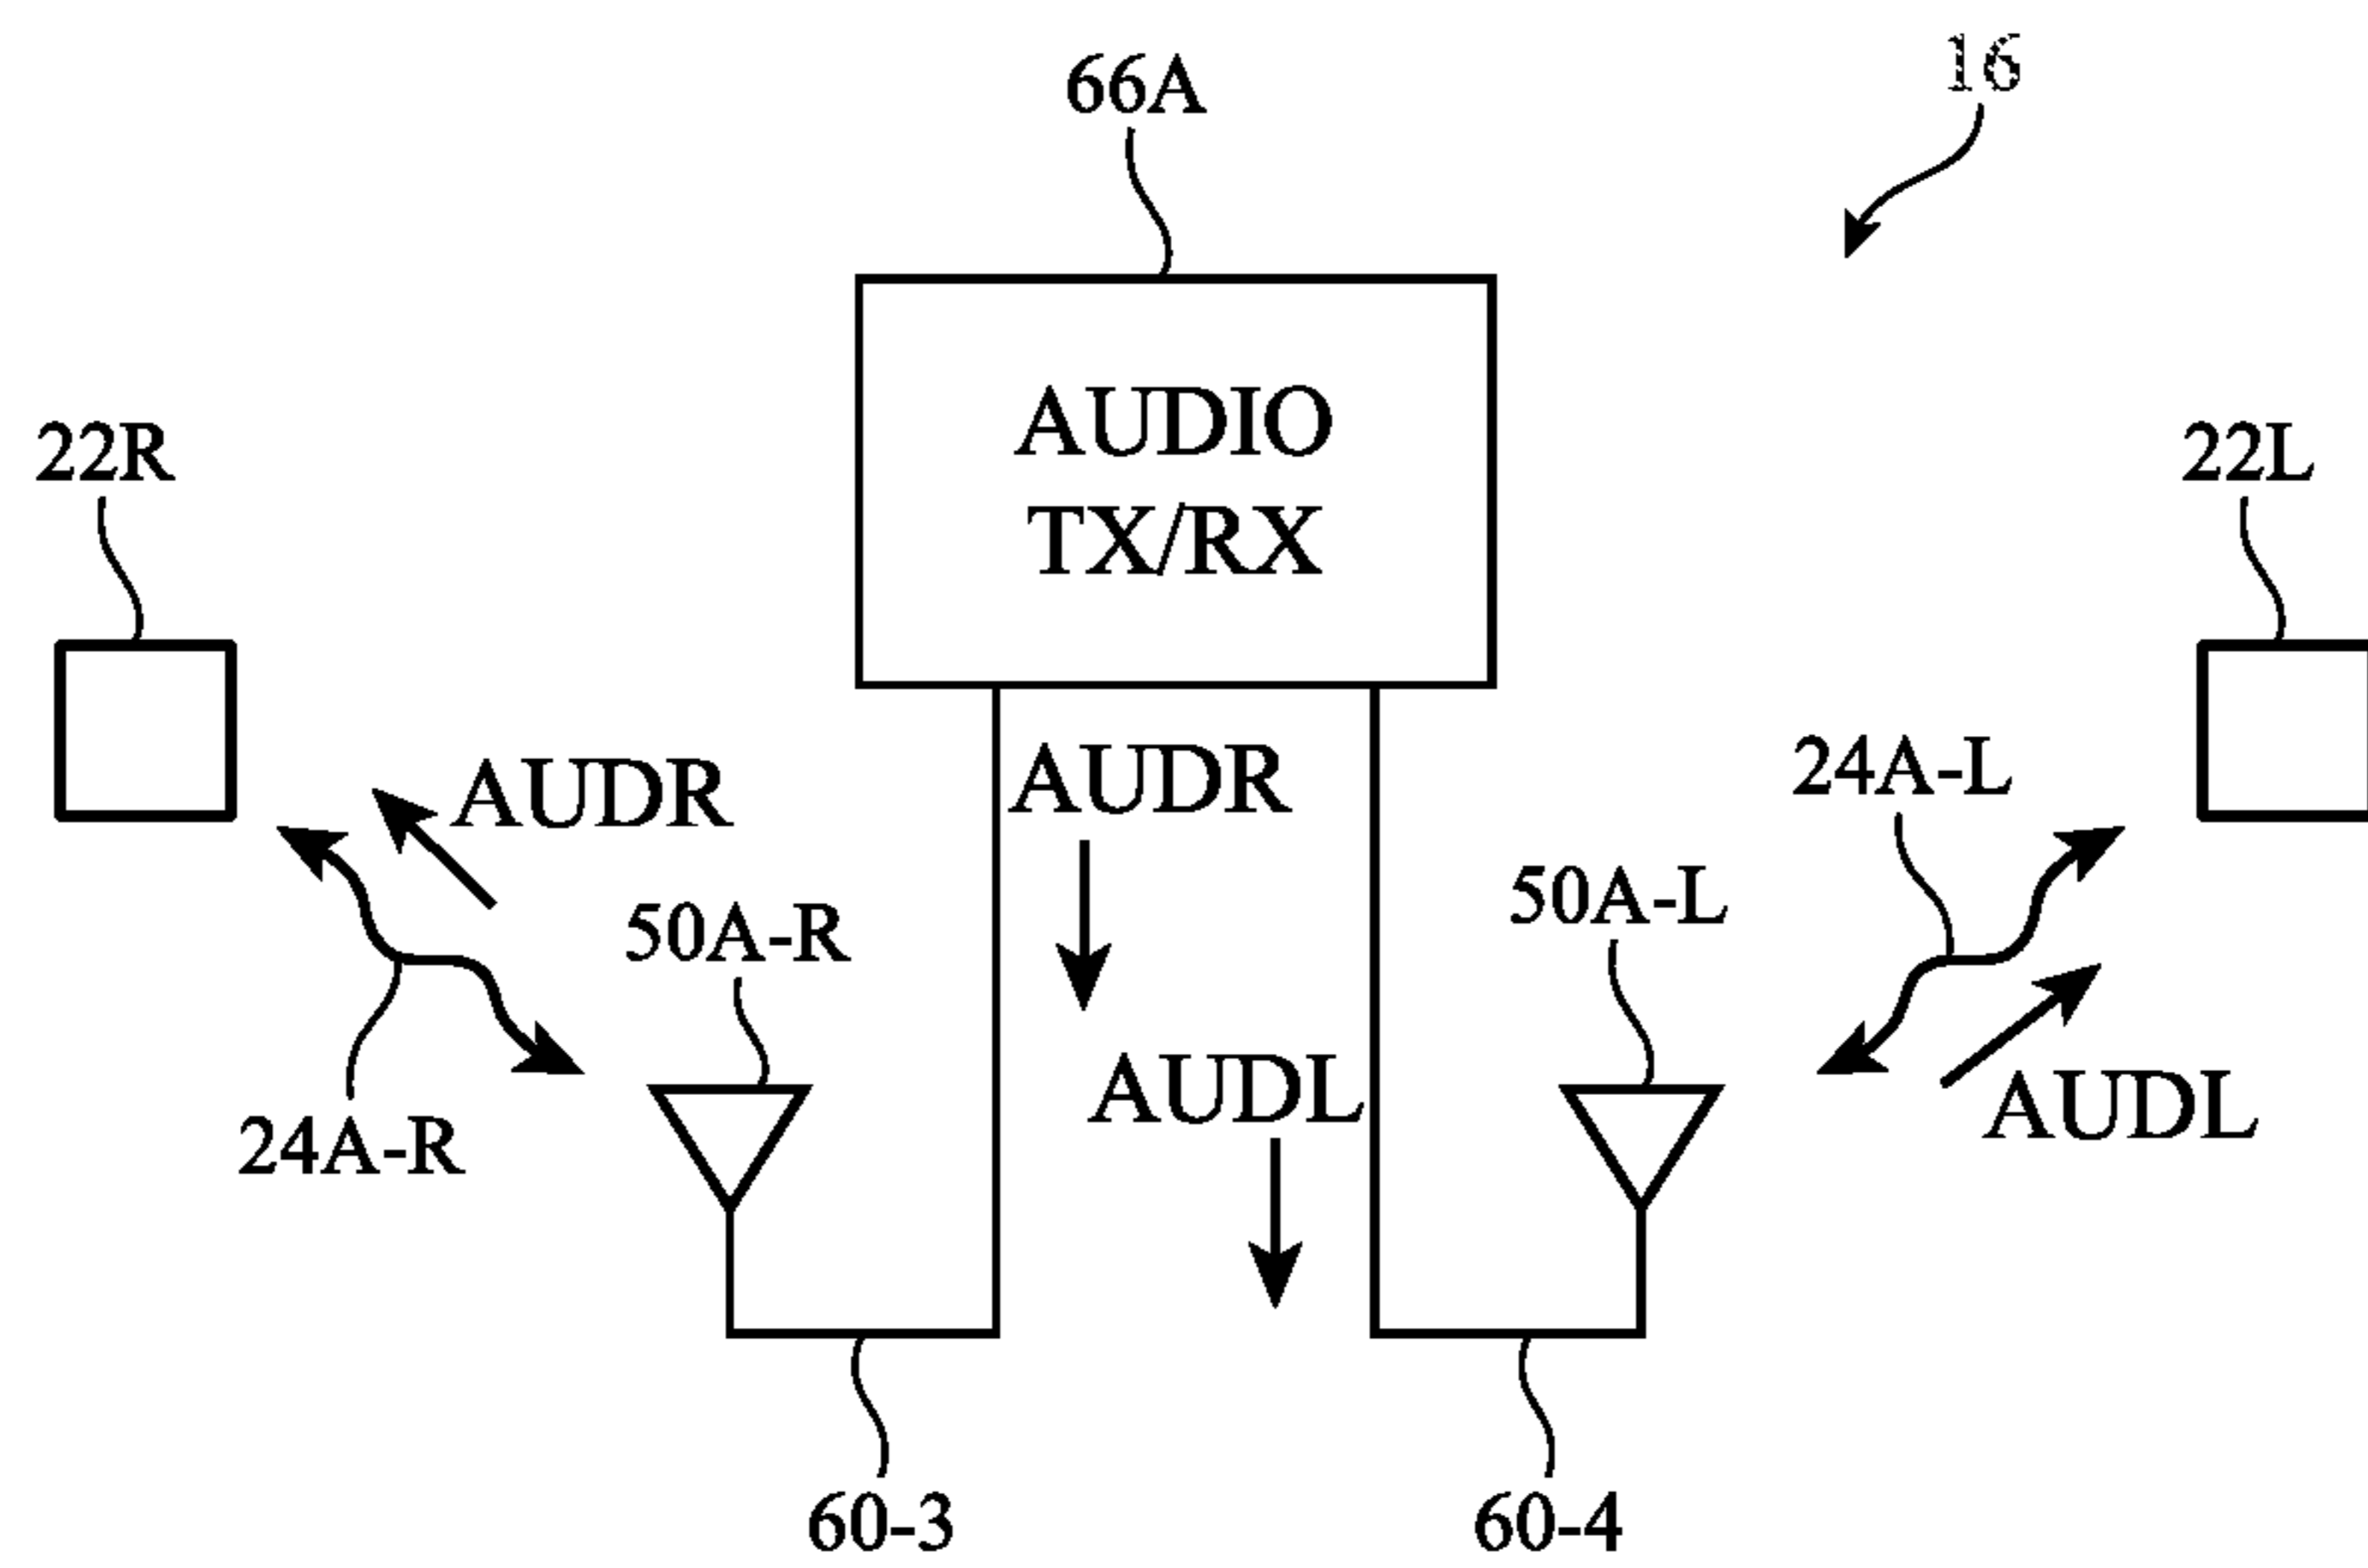 66A
16
AUDIO
TX/RX
22R
22L
AUDR
AUDR
24A-L
50A-R
50A-L
AUDL
AUDL
24A-R
60-3
60-4